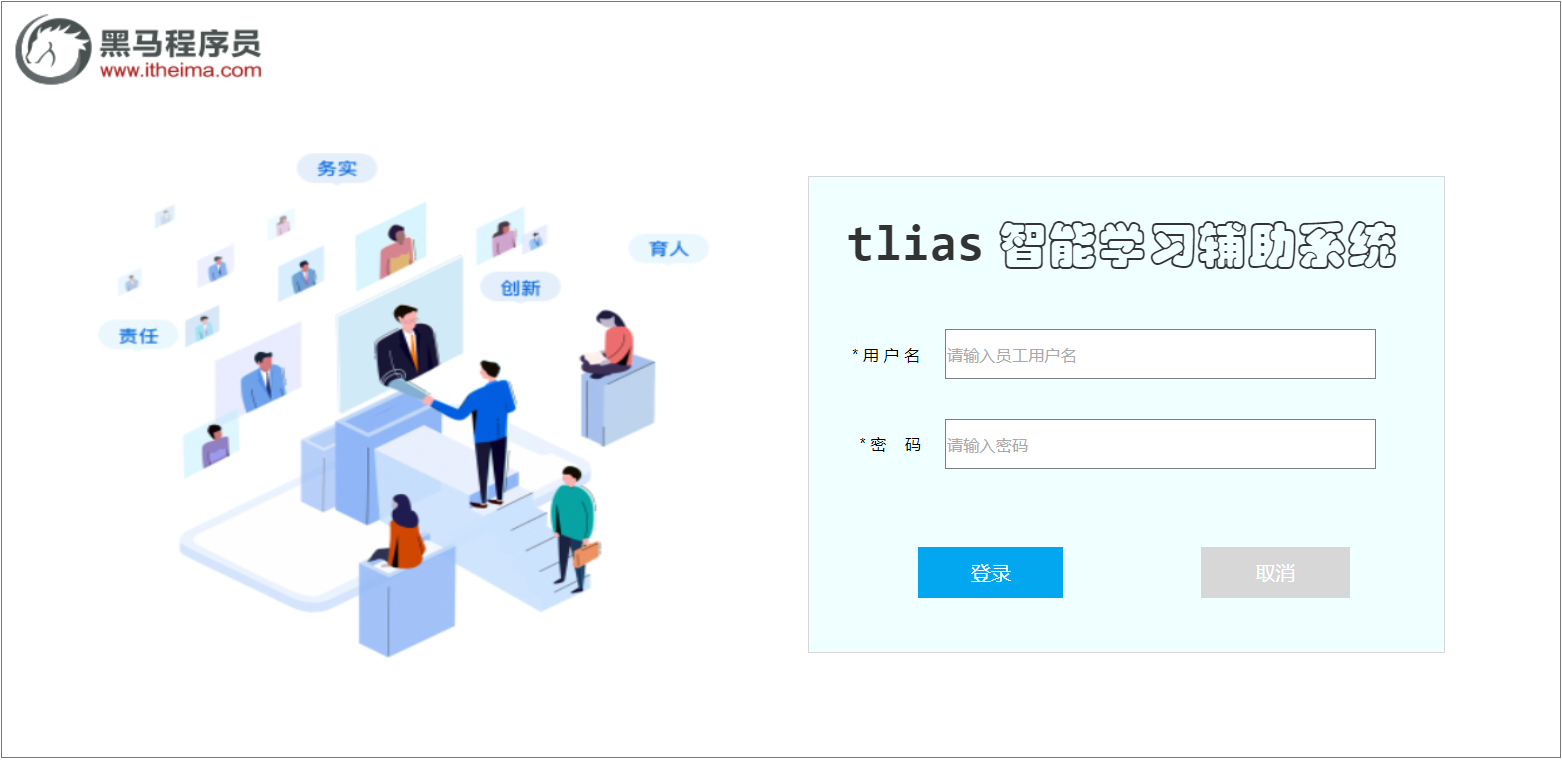 黑马程序员
www.itheima.com
务实
育人
创新
责任
tlias 智能学习辅助系统
* 用 户 名
请输入员工用户名
* 密 码
请输入密码
登录
取消